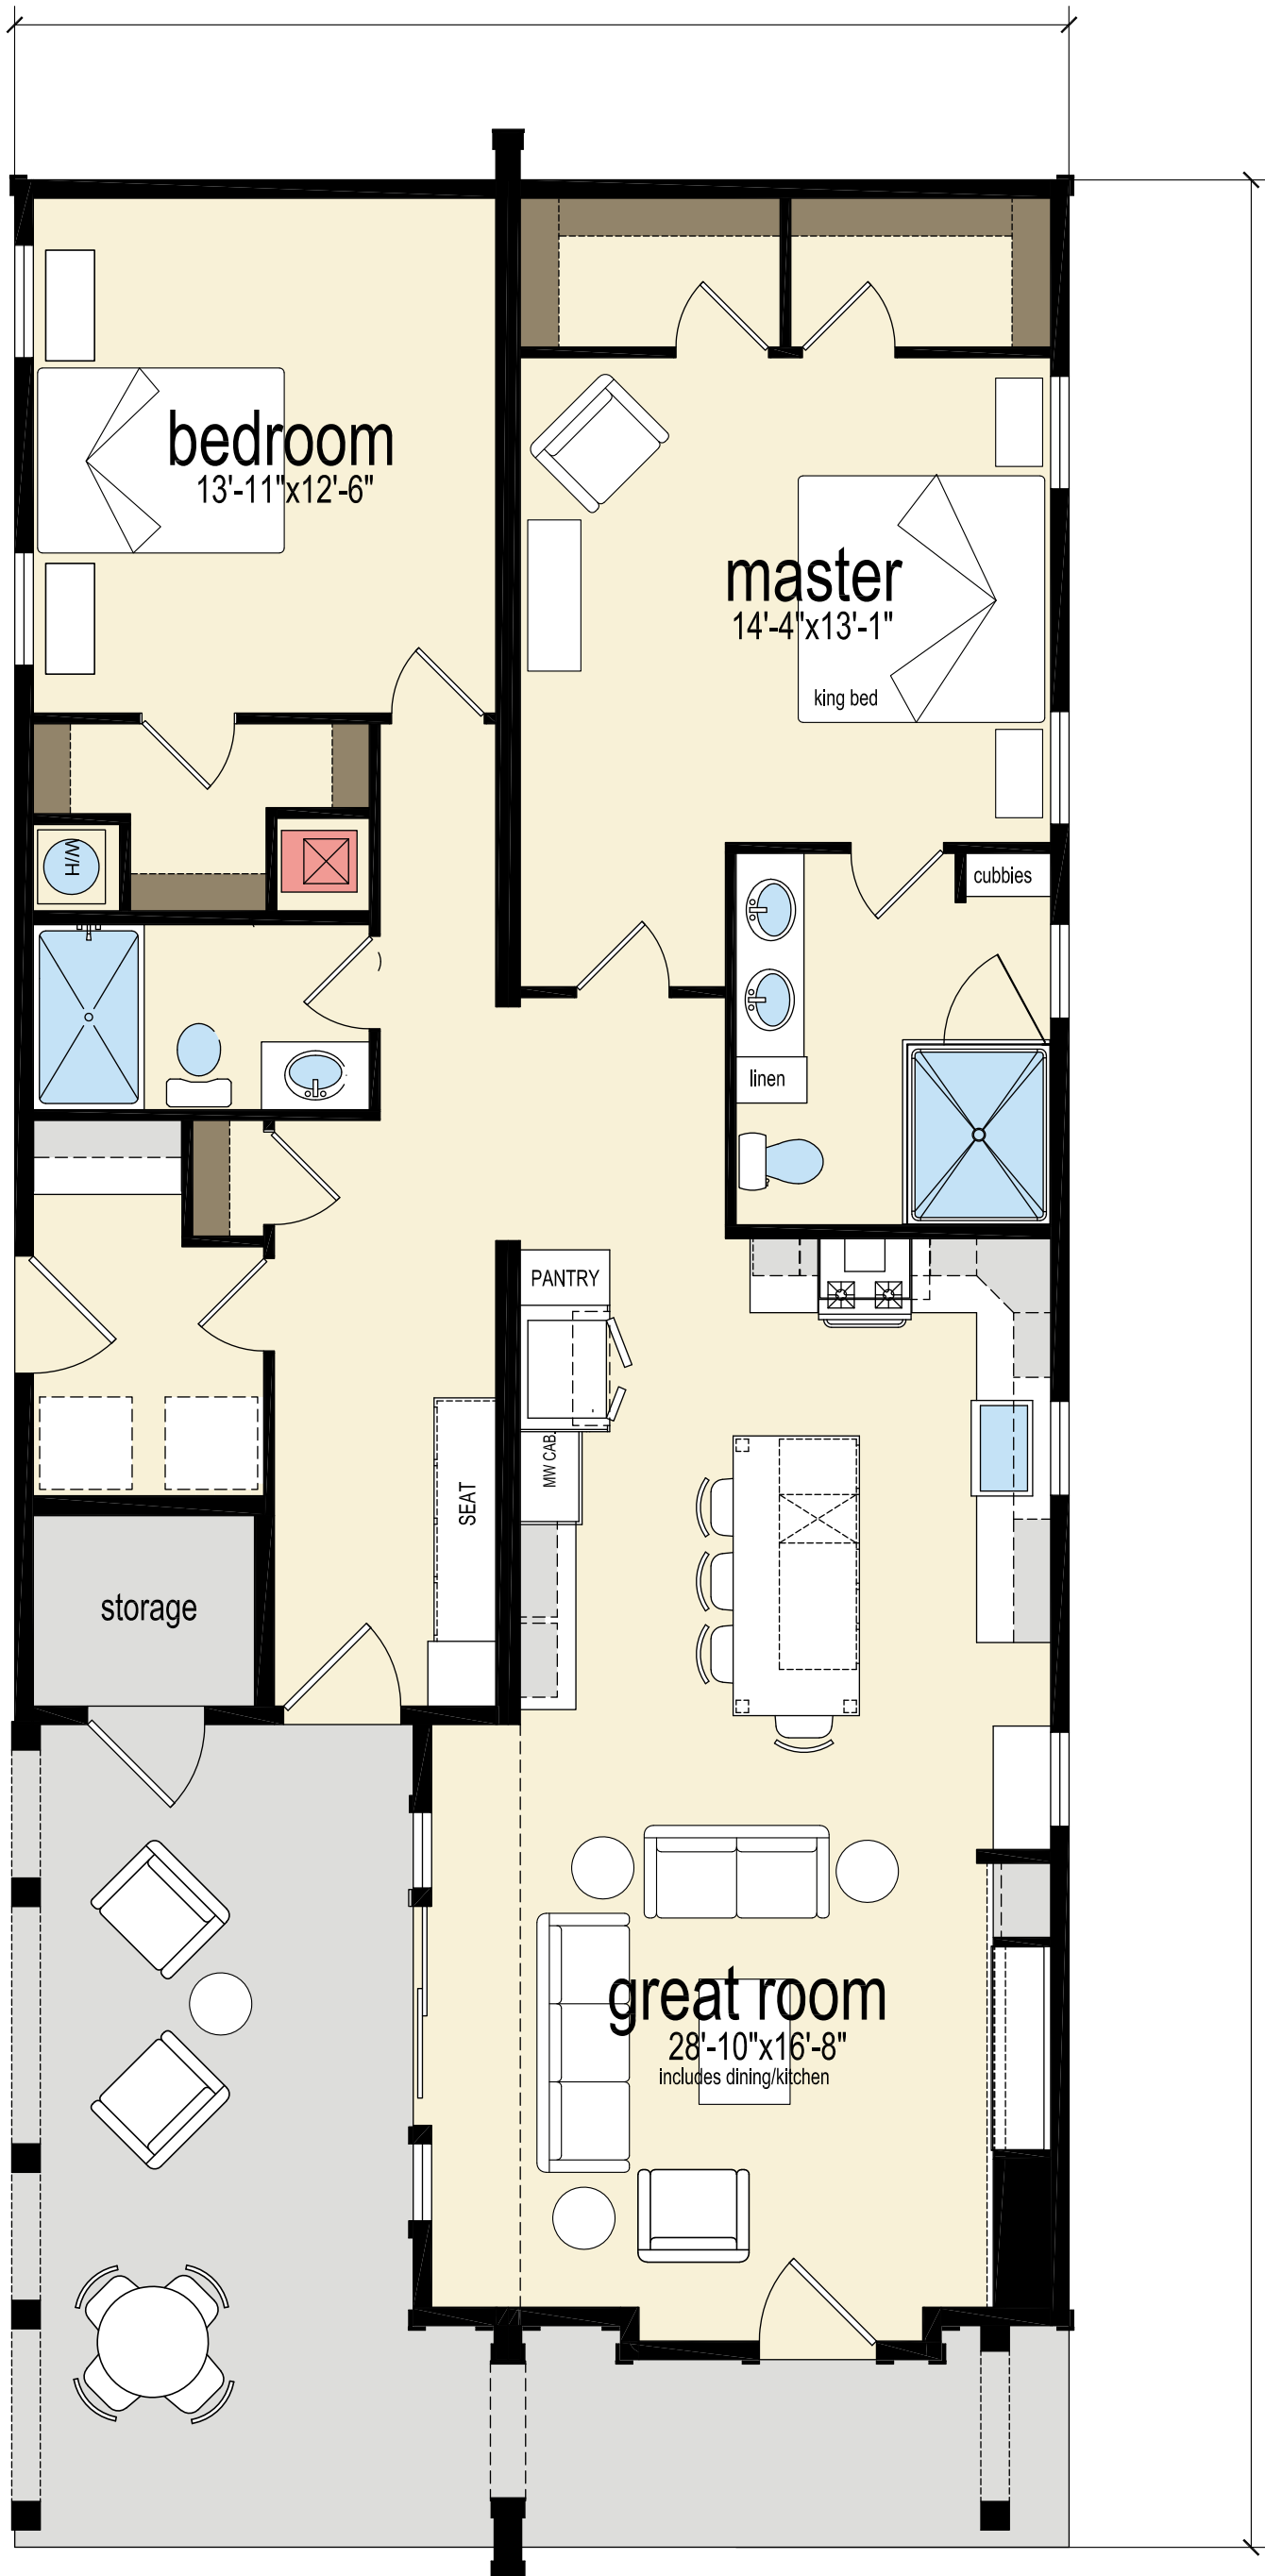 bedroom
13'-11"x12'-6"
master
14'-4"x13'-1"
king bed
W/H
cubbies
linen
PANTRY
MW CAB.
SEAT
storage
great room
28'-10"x16'-8"
includes dining/kitchen